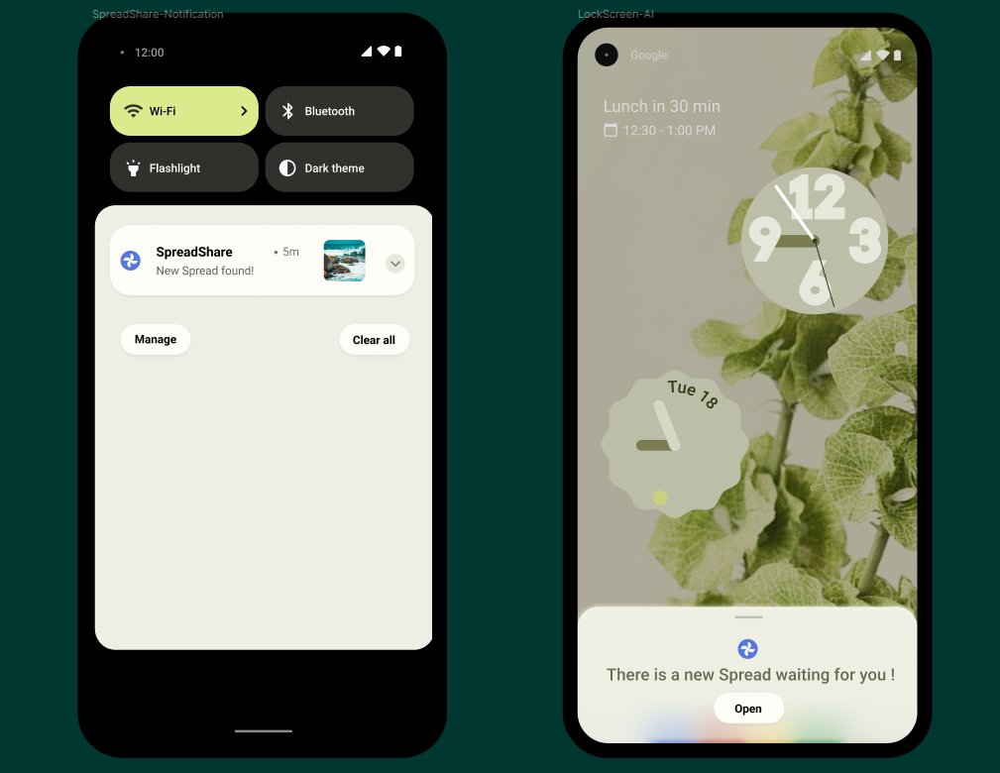 SpreadShare-Notification
12:00
Wi-Fi
Bluetooth
Flashlight
Dark theme
SpreadShare
• 5m
New Spread found!
Manage
Clear all
LockScreen-AI
Google
Lunch in 30 min
12:30 - 1:00 PM
12
9
3
6
Tue 18
There is a new Spread waiting for you !
Open